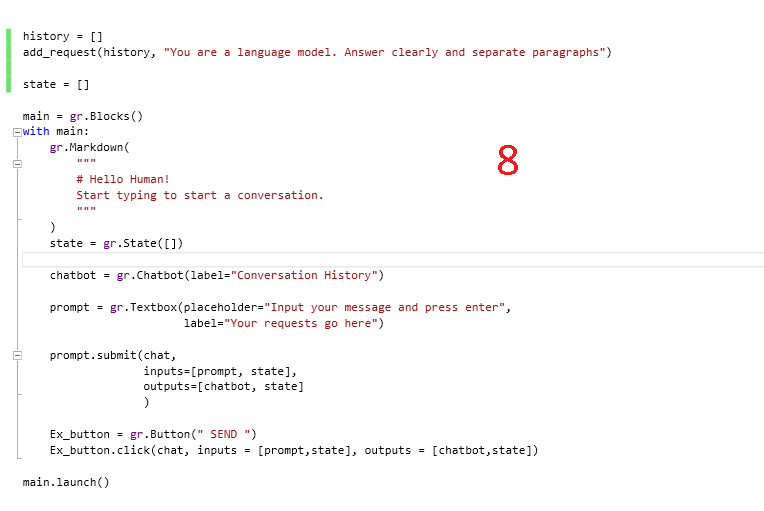 history = []
add_request(history, "You are a language model. Answer clearly and separate paragraphs")
state = []
main = gr.Blocks()
with main:
    gr.Markdown(
        """
        # Hello Human!
        Start typing to start a conversation.
        """
    )
    state = gr.State([])
    chatbot = gr.Chatbot(label="Conversation History")
    prompt = gr.Textbox(placeholder="Input your message and press enter",
                        label="Your requests go here")
    prompt.submit(chat,
                  inputs=[prompt, state],
                  outputs=[chatbot, state]
                  )
    Ex_button = gr.Button(" SEND ")
    Ex_button.click(chat, inputs = [prompt,state], outputs = [chatbot,state])
main.launch()
8